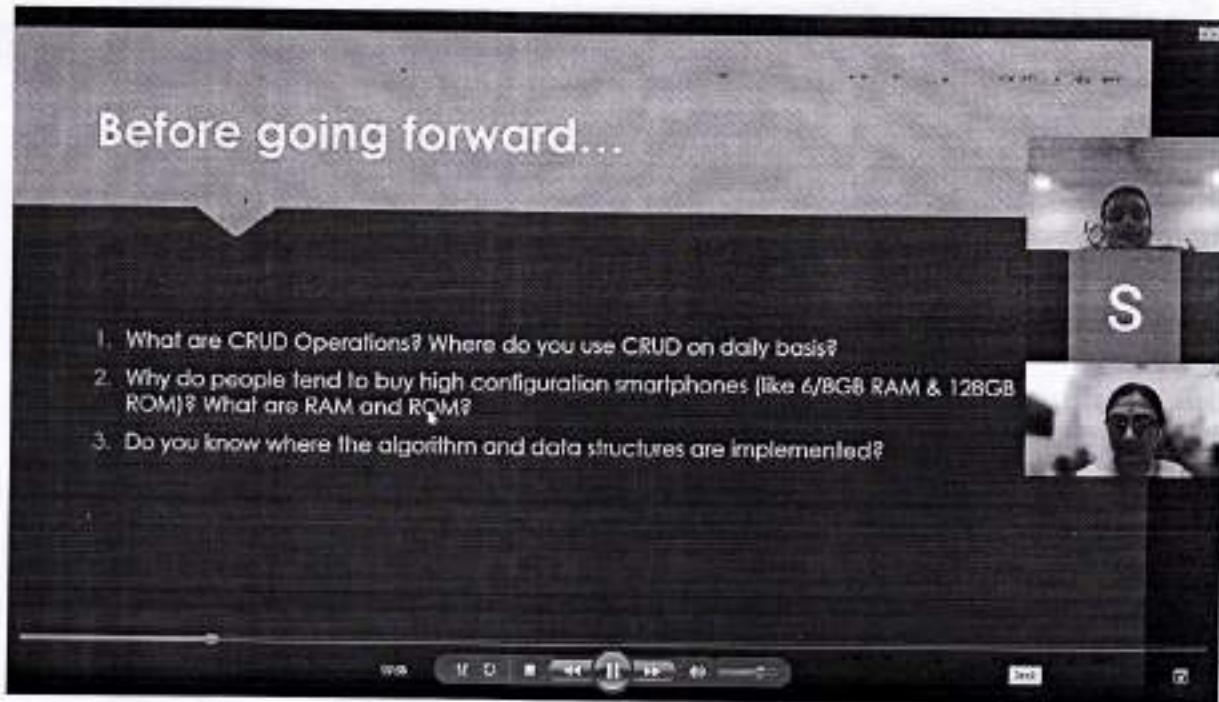 Before going forward...
1. What are CRUD Operations? Where do you use CRUD on daily basis?
2. Why do people tend to buy high configuration smartphones (like 6/8GB RAM & 128GB
ROM)? What are RAM and ROM?
3. Do you know where the algorithm and data structures are implemented?
S